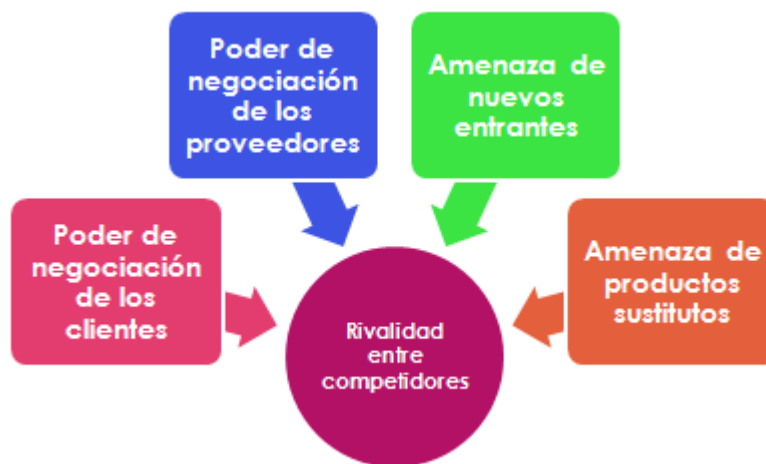 Poder de
negociación
de los
clientes
Poder de
negociación
de los
proveedores
Amenaza de
nuevos
entrantes
Amenaza de
productos
sustitutos
Rivalidad
entre
competidores